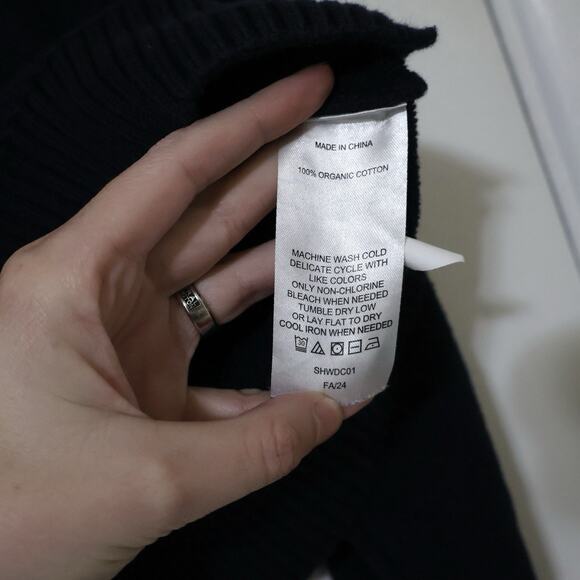 MADE IN CHINA
100% ORGANIC COTTON
MACHINE WASH COLD
DELICATE CYCLE WITH
LIKE COLORS
ONLY NON-CHLORINE
BLEACH WHEN NEEDED
TUMBLE DRY LOW
OR LAY FLAT TO DRY
COOL IRON WHEN NEEDED
30
SHWDC01
FA/24